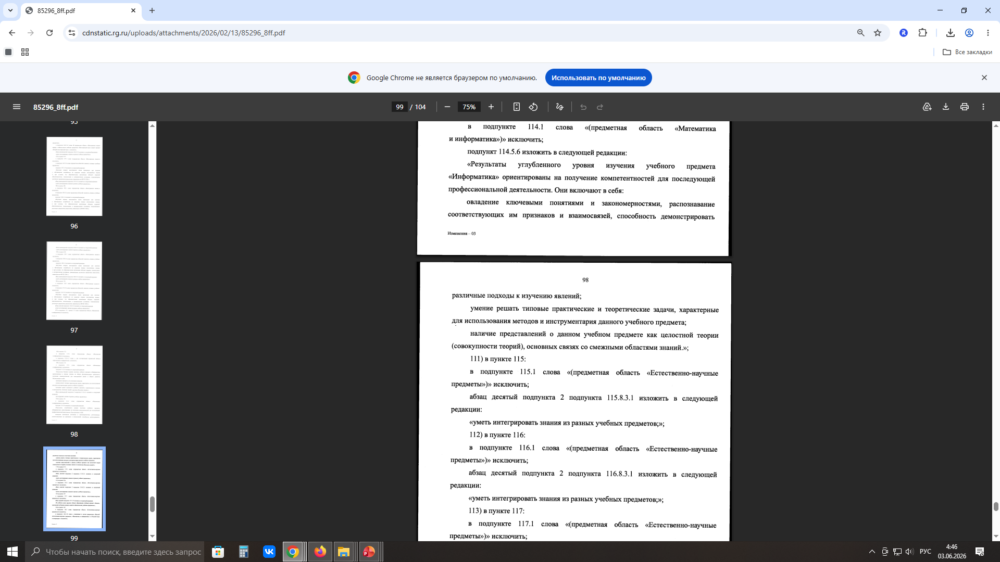 85296_8ff.pdf
cdnstatic.rg.ru/uploads/attachments/2026/02/13/85296_8ff.pdf
Все закладки
Google Chrome не является браузером по умолчанию.
Использовать по умолчанию
85296_8ff.pdf
99 / 104
75%
95
96
97
98
99
в подпункте 114.1 слова «(предметная область «Математика
и информатика»)» исключить;
подпункт 114.5.6 изложить в следующей редакции:
«Результаты углубленного уровня изучения учебного предмета
«Информатика» ориентированы на получение компетентностей для последующей
профессиональной деятельности. Они включают в себя:
овладение ключевыми понятиями и закономерностями, распознавание
соответствующих им признаков и взаимосвязей, способность демонстрировать
Изменения – 03
98
различные подходы к изучению явлений;
умение решать типовые практические и теоретические задачи, характерные
для использования методов и инструментария данного учебного предмета;
наличие представлений о данном учебном предмете как целостной теории
(совокупности теорий), основных связях со смежными областями знаний.»;
111) в пункте 115:
в подпункте 115.1 слова «(предметная область «Естественно-научные
предметы»)» исключить;
абзац десятый подпункта 2 подпункта 115.8.3.1 изложить в следующей
редакции:
«уметь интегрировать знания из разных учебных предметов;»;
112) в пункте 116:
в подпункте 116.1 слова «(предметная область «Естественно-научные
предметы»)» исключить;
абзац десятый подпункта 2 подпункта 116.8.3.1 изложить в следующей
редакции:
«уметь интегрировать знания из разных учебных предметов;»;
113) в пункте 117:
в подпункте 117.1 слова «(предметная область «Естественно-научные
предметы»)» исключить;
Чтобы начать поиск, введите здесь запрос
РУС
4:46
03.06.2026